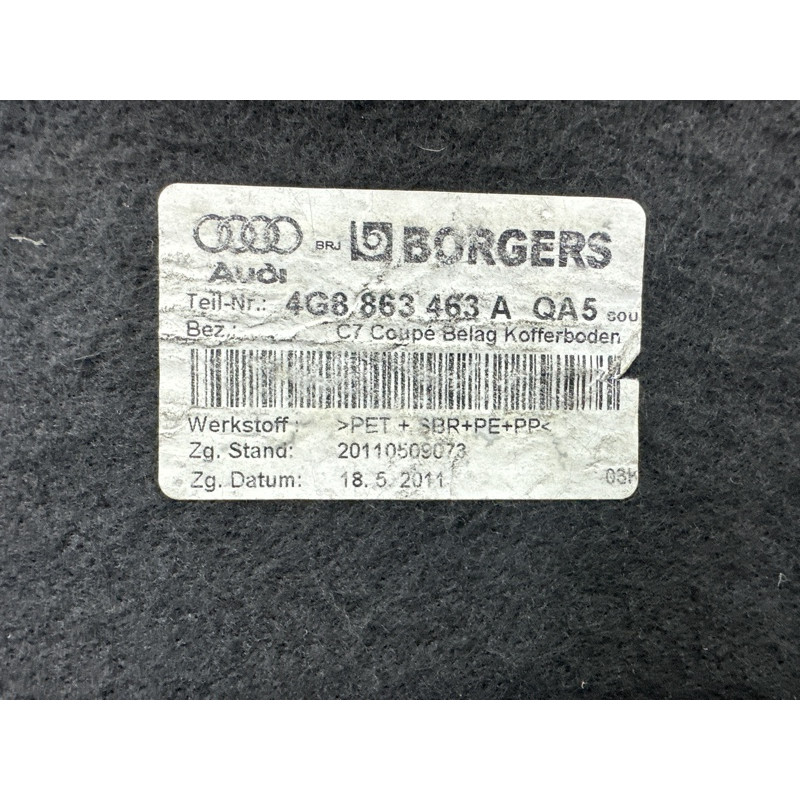 BRJ BORGERS
Audi
Teil-Nr.: 4G8 863 463 A QA5 sou
Bez.: C7 Coupé Belag Kofferboden
Werkstoff: >PET + SBR+PE+PP<
Zg. Stand: 20110509073
Zg. Datum: 18. 5. 2011